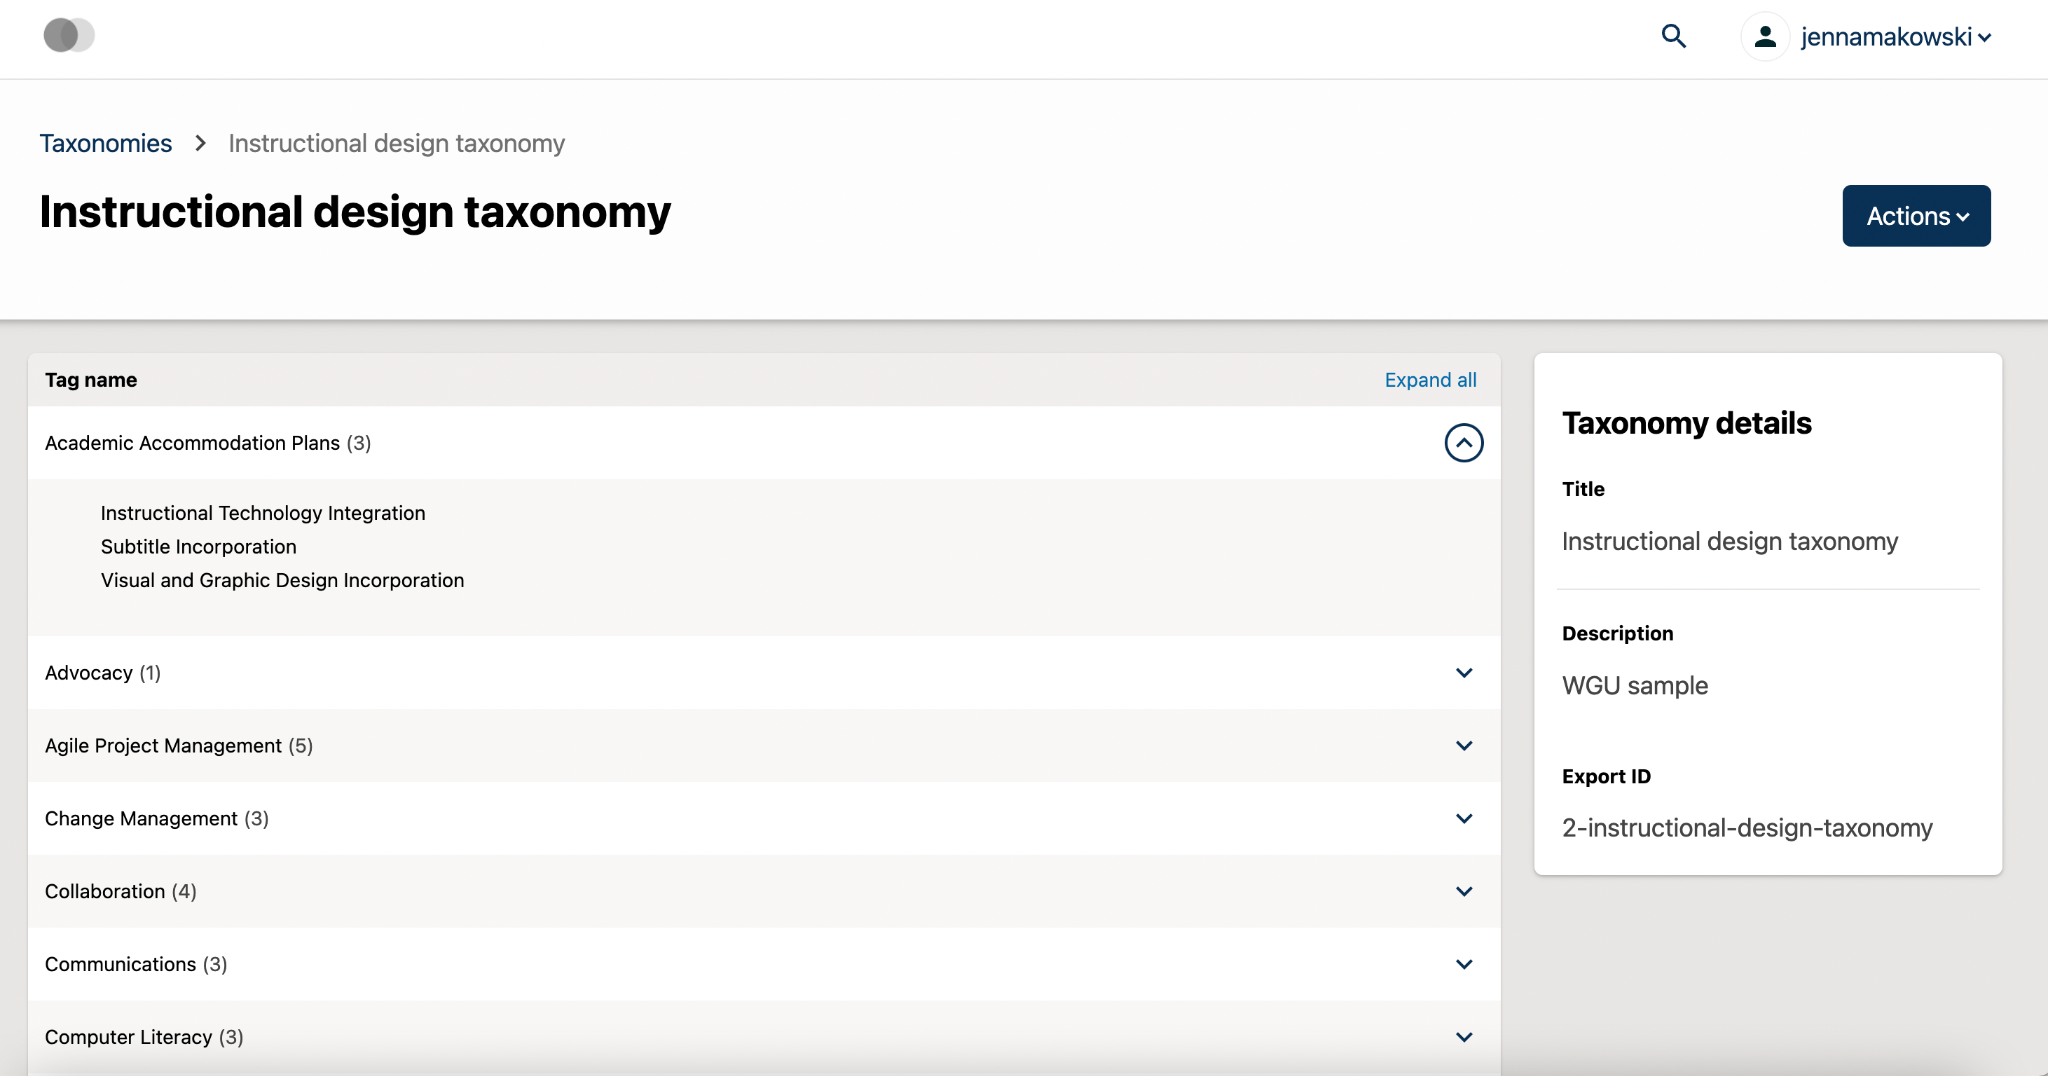 jennamakowski
Taxonomies > Instructional design taxonomy
Instructional design taxonomy
Actions
Tag name
Expand all
Academic Accommodation Plans (3)
Instructional Technology Integration
Subtitle Incorporation
Visual and Graphic Design Incorporation
Advocacy (1)
Agile Project Management (5)
Change Management (3)
Collaboration (4)
Communications (3)
Computer Literacy (3)
Taxonomy details
Title
Instructional design taxonomy
Description
WGU sample
Export ID
2-instructional-design-taxonomy